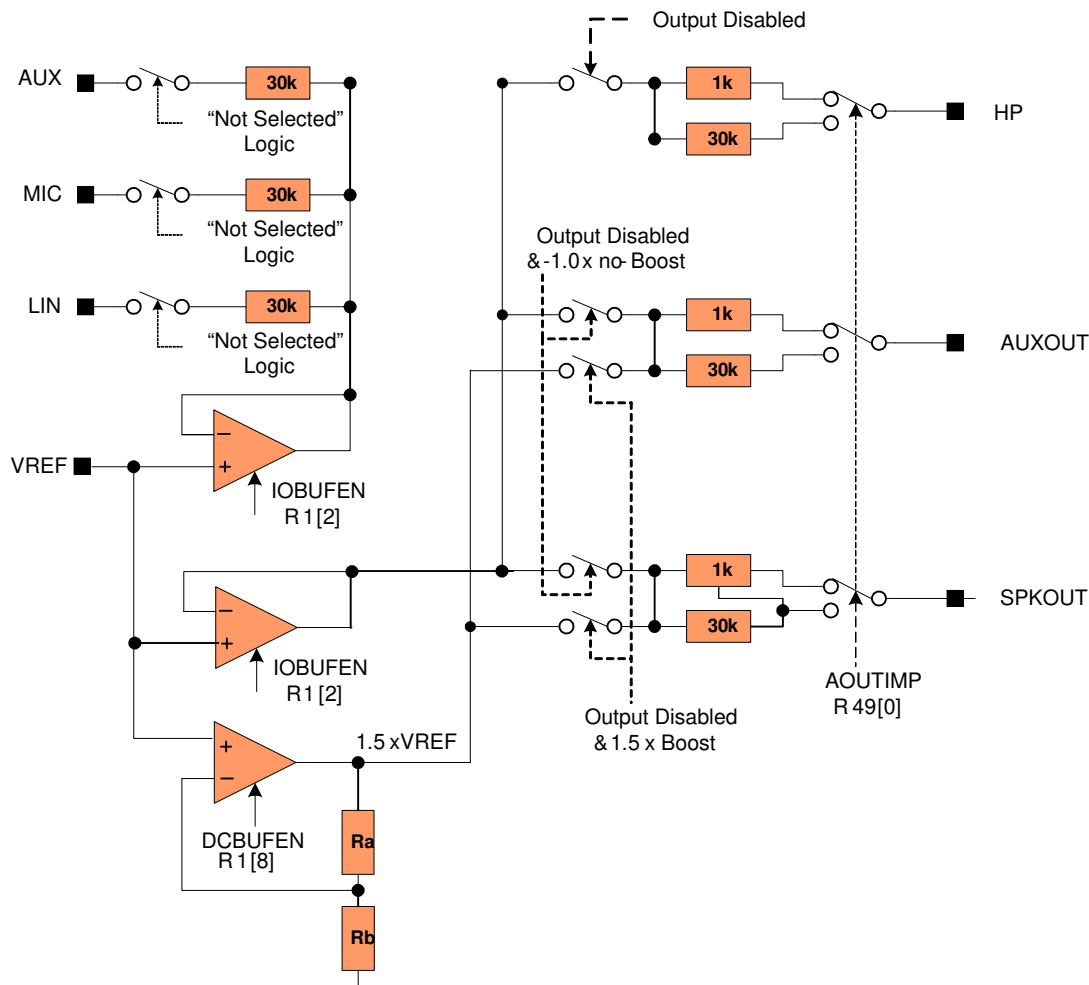 Output Disabled
AUX
30k
1k
HP
"Not Selected"
Logic
30k
MIC
30k
"Not Selected"
Logic
Output Disabled
& -1.0 x no- Boost
LIN
30k
1k
AUXOUT
"Not Selected"
Logic
30k
VREF
IOBUFEN
R 1 [2]
1k
SPKOUT
30k
IOBUFEN
R 1 [2]
AOUTIMP
R 49 [0]
Output Disabled
& 1.5 x Boost
1.5 xVREF
DCBUFEN
R 1 [8]
Ra
Rb